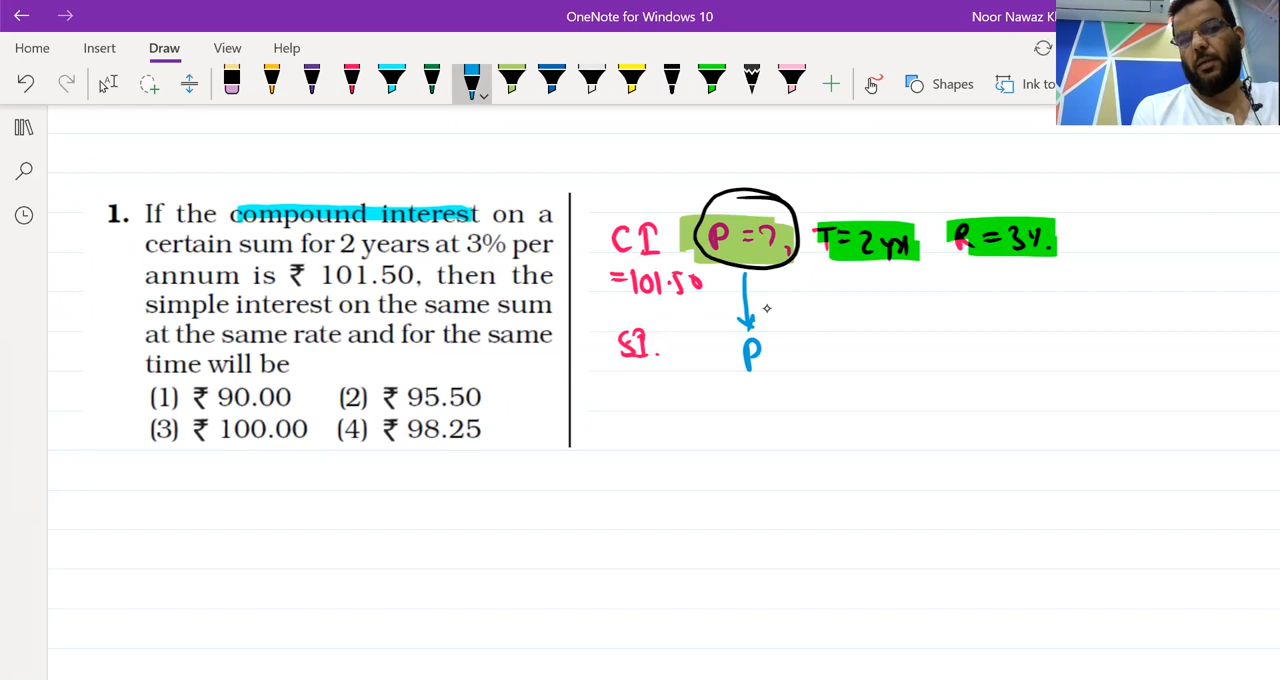 OneNote for Windows 10
Noor Nawaz K
Home Insert Draw View Help
Shapes Ink to
1. If the compound interest on a
certain sum for 2 years at 3% per
annum is ₹ 101.50, then the
simple interest on the same sum
at the same rate and for the same
time will be
(1) ₹ 90.00 (2) ₹ 95.50
(3) ₹ 100.00 (4) ₹ 98.25
CI P = ?, T = 2 yr R = 3%.
= 101.50
SI. P